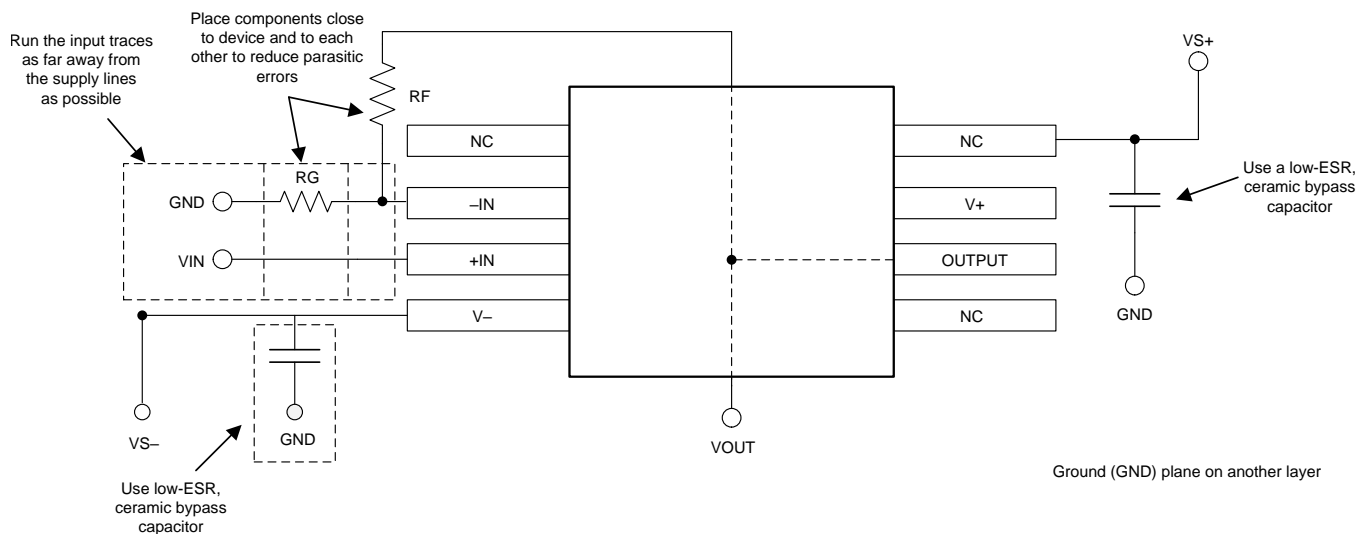 Place components close
to device and to each
other to reduce parasitic
errors
Run the input traces
as far away from
the supply lines
as possible
VS+
RF
NC
NC
Use a low-ESR,
ceramic bypass
capacitor
RG
GND
–IN
V+
VIN
+IN
OUTPUT
V–
NC
GND
VS–
GND
VOUT
Use low-ESR,
ceramic bypass
capacitor
Ground (GND) plane on another layer